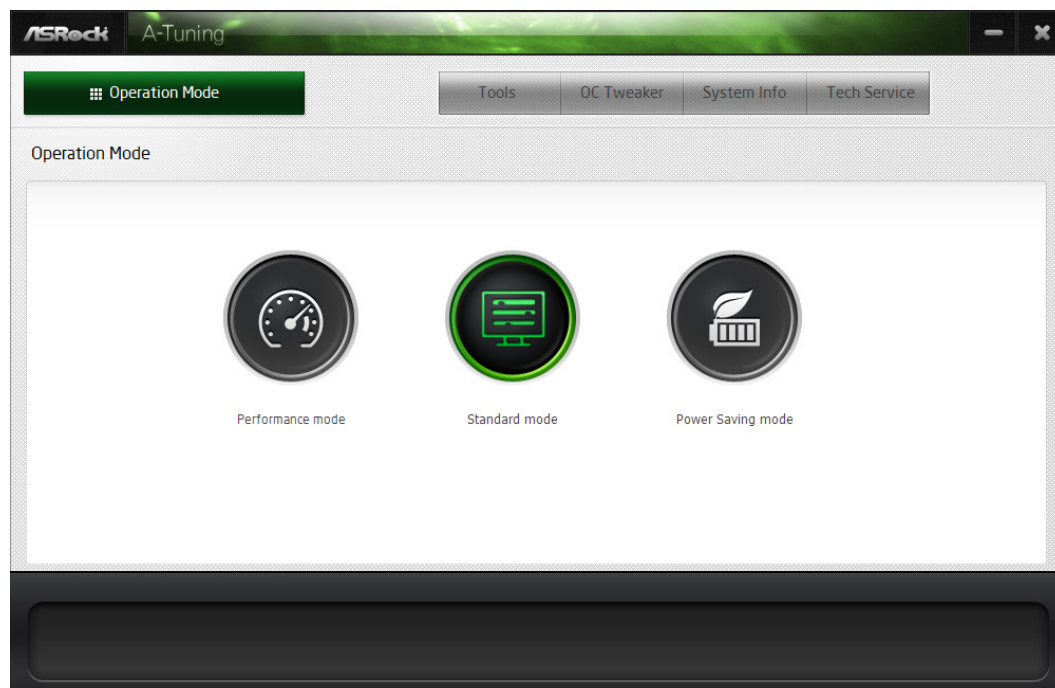 ASRock A-Tuning
Operation Mode Tools OC Tweaker System Info Tech Service
Operation Mode
Performance mode Standard mode Power Saving mode